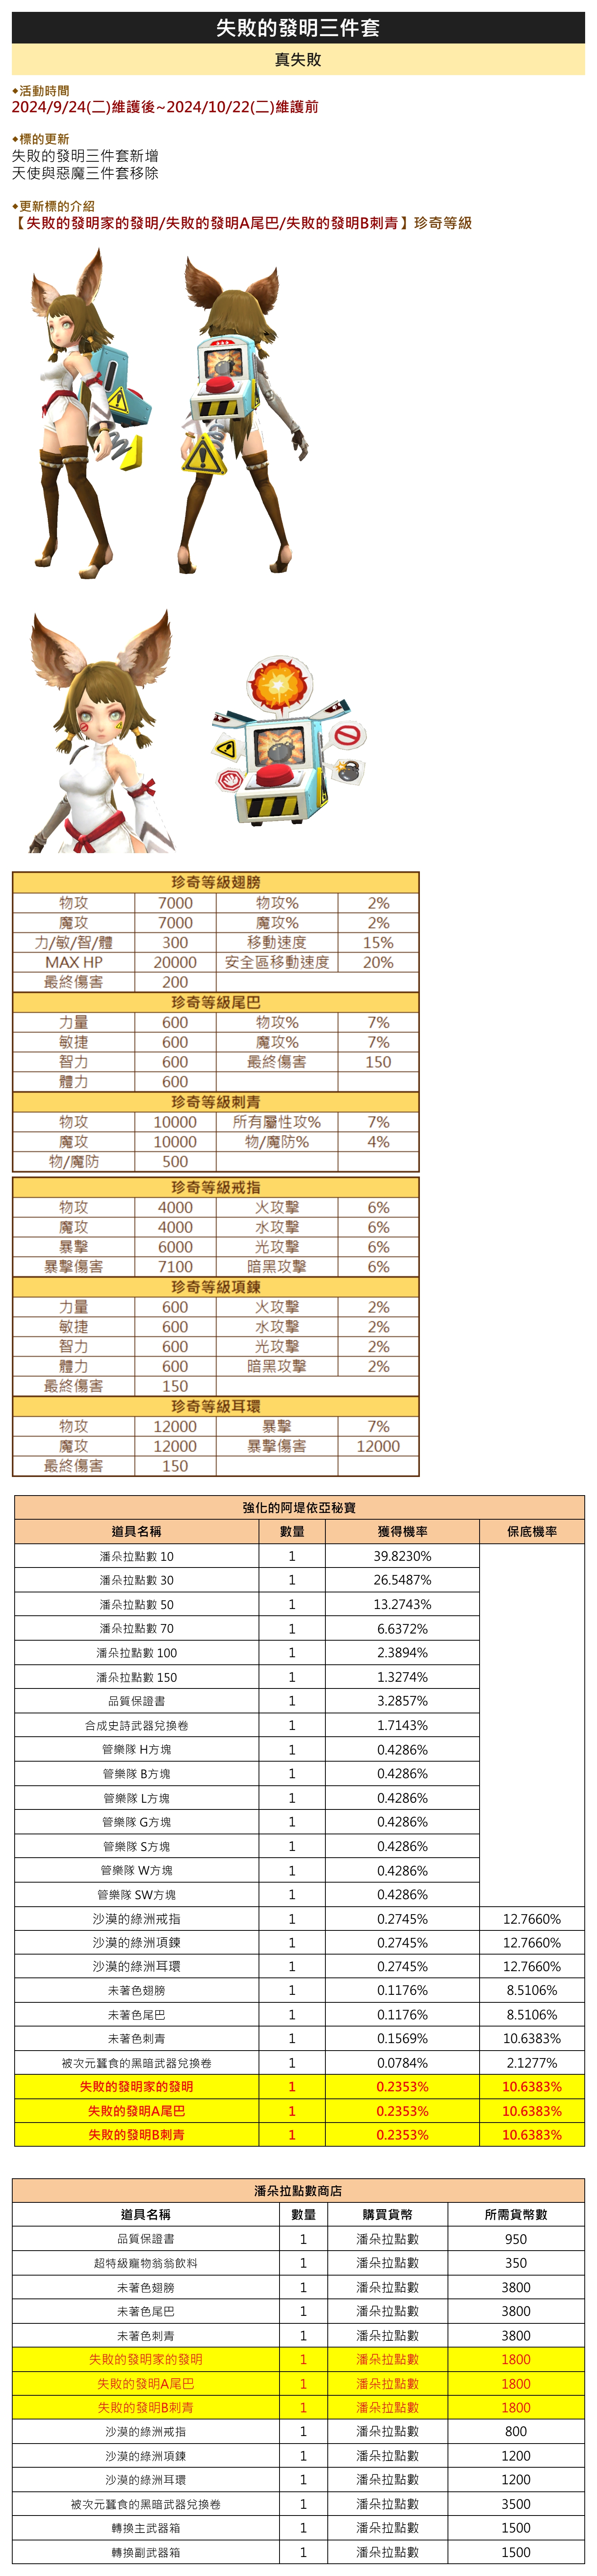 失敗的發明三件套
真失敗
◆活動時間
2024/9/24(二)維護後~2024/10/22(二)維護前
◆標的更新
失敗的發明三件套新增
天使與惡魔三件套移除
◆更新標的介紹
【失敗的發明家的發明/失敗的發明A尾巴/失敗的發明B刺青】珍奇等級
珍奇等級翅膀
物攻 7000 物攻% 2%
魔攻 7000 魔攻% 2%
力/敏/智/體 300 移動速度 15%
MAX HP 20000 安全區移動速度 20%
最終傷害 200
珍奇等級尾巴
力量 600 物攻% 7%
敏捷 600 魔攻% 7%
智力 600 最終傷害 150
體力 600
珍奇等級刺青
物攻 10000 所有屬性攻% 7%
魔攻 10000 物/魔防% 4%
物/魔防 500
珍奇等級戒指
物攻 4000 火攻擊 6%
魔攻 4000 水攻擊 6%
暴擊 6000 光攻擊 6%
暴擊傷害 7100 暗黑攻擊 6%
珍奇等級項鍊
力量 600 火攻擊 2%
敏捷 600 水攻擊 2%
智力 600 光攻擊 2%
體力 600 暗黑攻擊 2%
最終傷害 150
珍奇等級耳環
物攻 12000 暴擊 7%
魔攻 12000 暴擊傷害 12000
最終傷害 150
強化的阿堤依亞秘寶
道具名稱 數量 獲得機率 保底機率
潘朵拉點數 10 1 39.8230%
潘朵拉點數 30 1 26.5487%
潘朵拉點數 50 1 13.2743%
潘朵拉點數 70 1 6.6372%
潘朵拉點數 100 1 2.3894%
潘朵拉點數 150 1 1.3274%
品質保證書 1 3.2857%
合成史詩武器兌換卷 1 1.7143%
管樂隊 H方塊 1 0.4286%
管樂隊 B方塊 1 0.4286%
管樂隊 L方塊 1 0.4286%
管樂隊 G方塊 1 0.4286%
管樂隊 S方塊 1 0.4286%
管樂隊 W方塊 1 0.4286%
管樂隊 SW方塊 1 0.4286%
沙漠的綠洲戒指 1 0.2745% 12.7660%
沙漠的綠洲項鍊 1 0.2745% 12.7660%
沙漠的綠洲耳環 1 0.2745% 12.7660%
未著色翅膀 1 0.1176% 8.5106%
未著色尾巴 1 0.1176% 8.5106%
未著色刺青 1 0.1569% 10.6383%
被次元蠶食的黑暗武器兌換卷 1 0.0784% 2.1277%
失敗的發明家的發明 1 0.2353% 10.6383%
失敗的發明A尾巴 1 0.2353% 10.6383%
失敗的發明B刺青 1 0.2353% 10.6383%
潘朵拉點數商店
道具名稱 數量 購買貨幣 所需貨幣數
品質保證書 1 潘朵拉點數 950
超特級寵物翁翁飲料 1 潘朵拉點數 350
未著色翅膀 1 潘朵拉點數 3800
未著色尾巴 1 潘朵拉點數 3800
未著色刺青 1 潘朵拉點數 3800
失敗的發明家的發明 1 潘朵拉點數 1800
失敗的發明A尾巴 1 潘朵拉點數 1800
失敗的發明B刺青 1 潘朵拉點數 1800
沙漠的綠洲戒指 1 潘朵拉點數 800
沙漠的綠洲項鍊 1 潘朵拉點數 1200
沙漠的綠洲耳環 1 潘朵拉點數 1200
被次元蠶食的黑暗武器兌換卷 1 潘朵拉點數 3500
轉換主武器箱 1 潘朵拉點數 1500
轉換副武器箱 1 潘朵拉點數 1500